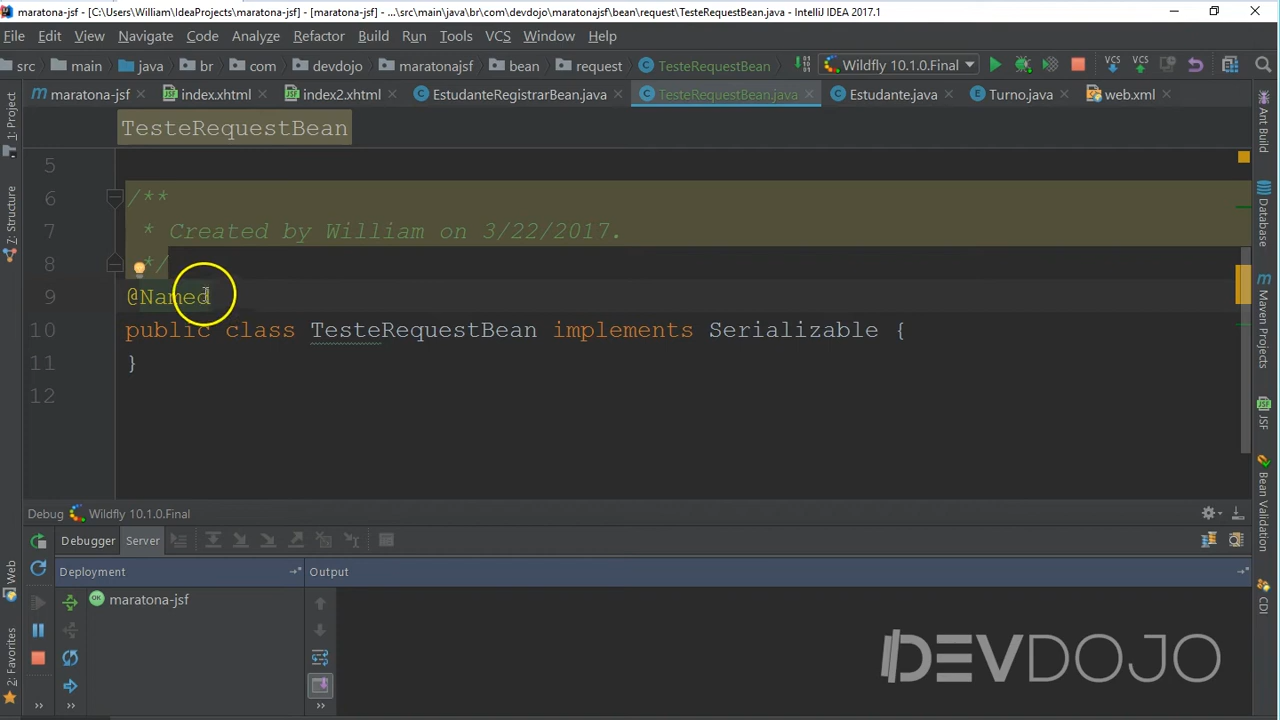 maratona-jsf - [C:\Users\William\IdeaProjects\maratona-jsf] - [maratona-jsf] - ...\src\main\java\br\com\devdojo\maratonajsf\bean\request\TesteRequestBean.java - IntelliJ IDEA 2017.1
File Edit View Navigate Code Analyze Refactor Build Run Tools VCS Window Help
src main java br com devdojo maratonajsf bean request TesteRequestBean Wildfly 10.1.0.Final VCS VCS
maratona-jsf index.xhtml index2.xhtml EstudanteRegistrarBean.java TesteRequestBean.java Estudante.java Turno.java web.xml
TesteRequestBean
5
6 /**
7 * Created by William on 3/22/2017.
8 */
9 @Named
10 public class TesteRequestBean implements Serializable {
11 }
12
Debug Wildfly 10.1.0.Final
Debugger Server
Deployment Output
maratona-jsf
1: Project
7: Structure
Web
2: Favorites
Ant Build
Database
Maven Projects
JSF
Bean Validation
CDI
DEVDOJO